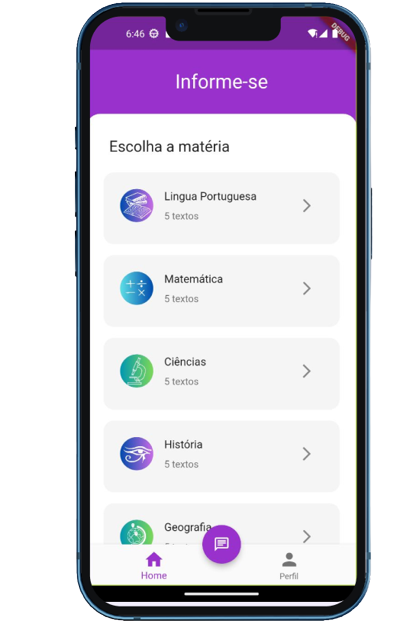 6:46
DEBUG
Informe-se
Escolha a matéria
Lingua Portuguesa
5 textos
Matemática
5 textos
Ciências
5 textos
História
5 textos
Geografia
Home
Perfil